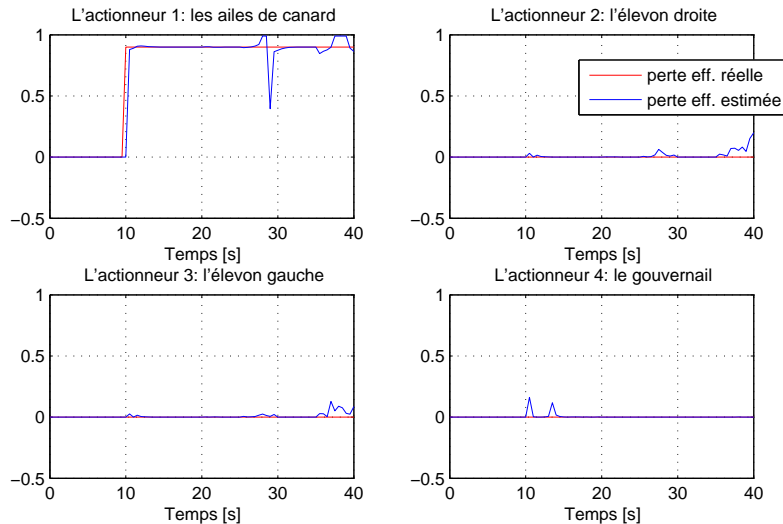 L'actionneur 1: les ailes de canard
1
0.5
0
−0.5
0 10 20 30 40
Temps [s]
L'actionneur 2: l'élevon droite
perte eff. réelle
perte eff. estimée
1
0.5
0
−0.5
0 10 20 30 40
Temps [s]
L'actionneur 3: l'élevon gauche
1
0.5
0
−0.5
0 10 20 30 40
Temps [s]
L'actionneur 4: le gouvernail
1
0.5
0
−0.5
0 10 20 30 40
Temps [s]